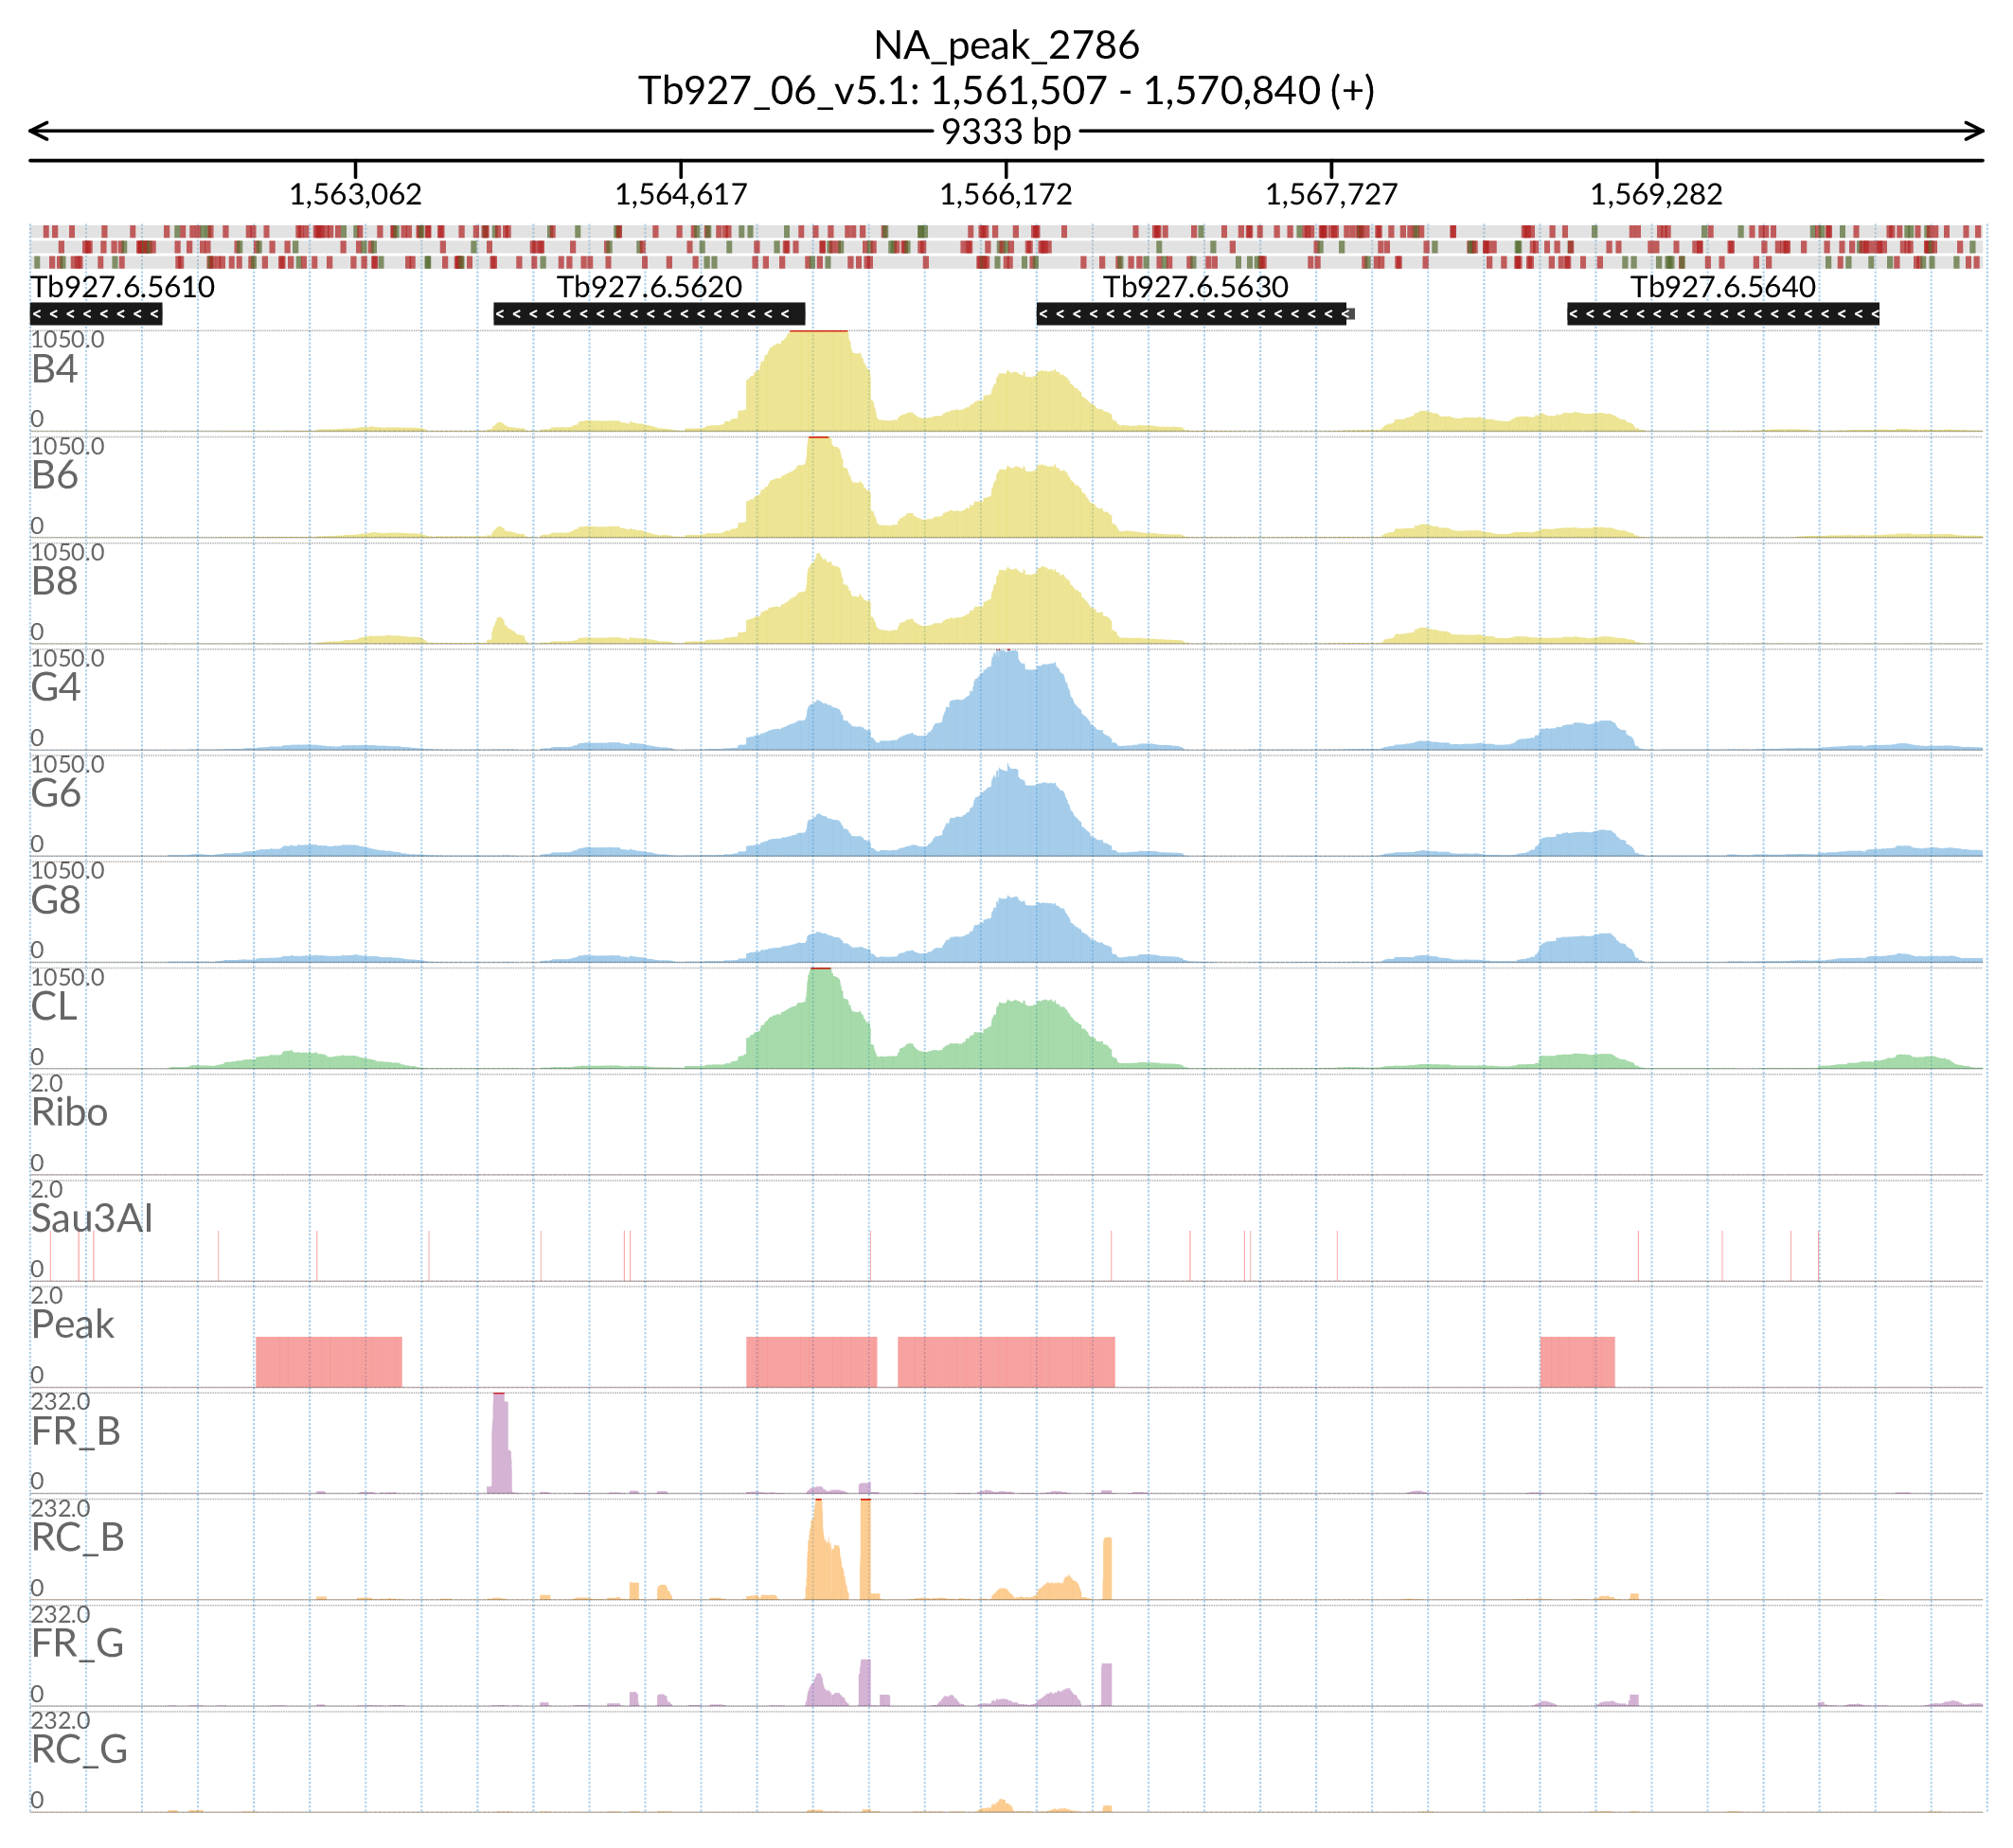 NA_peak_2786
Tb927_06_v5.1: 1,561,507 - 1,570,840 (+)
9333 bp
1,563,062 1,564,617 1,566,172 1,567,727 1,569,282
Tb927.6.5610 Tb927.6.5620 Tb927.6.5630 Tb927.6.5640
1050.0
B4
0
1050.0
B6
0
1050.0
B8
0
1050.0
G4
0
1050.0
G6
0
1050.0
G8
0
1050.0
CL
0
2.0
Ribo
0
2.0
Sau3AI
0
2.0
Peak
0
232.0
FR_B
0
232.0
RC_B
0
232.0
FR_G
0
232.0
RC_G
0